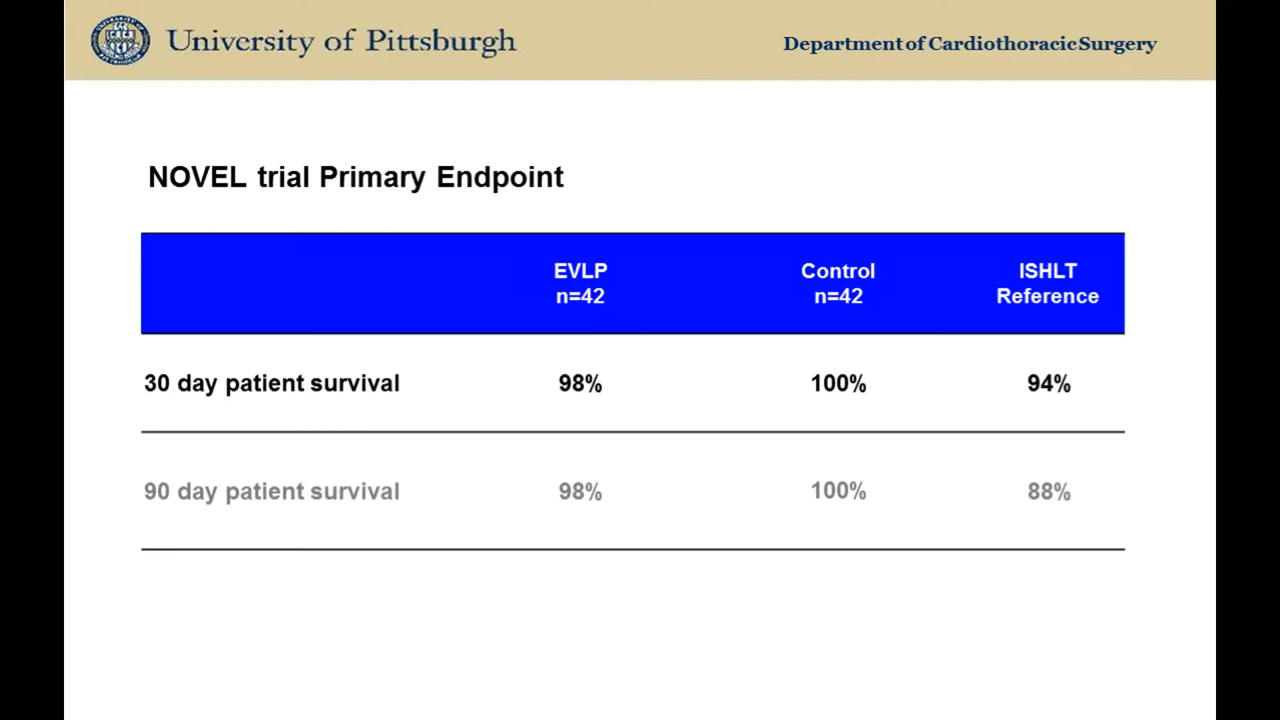 University of Pittsburgh
Department of Cardiothoracic Surgery
NOVEL trial Primary Endpoint
EVLP Control ISHLT
n=42 n=42 Reference
30 day patient survival 98% 100% 94%
90 day patient survival 98% 100% 88%